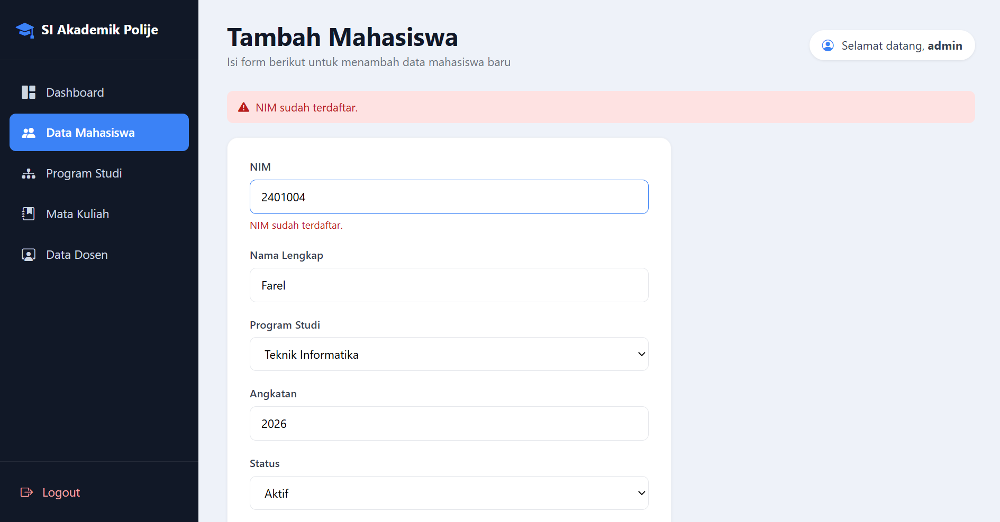 SI Akademik Polije
Dashboard
Data Mahasiswa
Program Studi
Mata Kuliah
Data Dosen
Logout
Tambah Mahasiswa
Isi form berikut untuk menambah data mahasiswa baru
Selamat datang, admin
NIM sudah terdaftar.
NIM
2401004
NIM sudah terdaftar.
Nama Lengkap
Farel
Program Studi
Teknik Informatika
Angkatan
2026
Status
Aktif